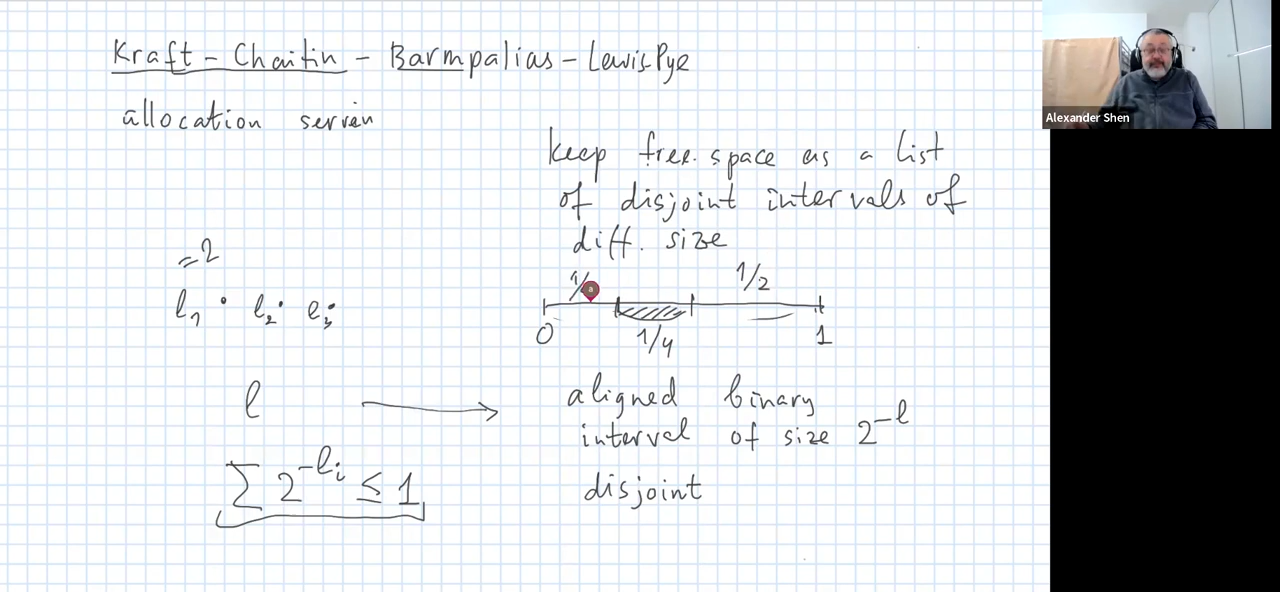 Kraft - Chaitin - Barmpalias - Lewis-Pye
allocation
keep free space as a list
of disjoint intervals of
diff. size
=2
l₁ l₂ l₃
1/2
0 1/4 1
l
aligned binary
interval of size 2^{-l}
∑ 2^{-l_i} ≤ 1
disjoint
Alexander Shen